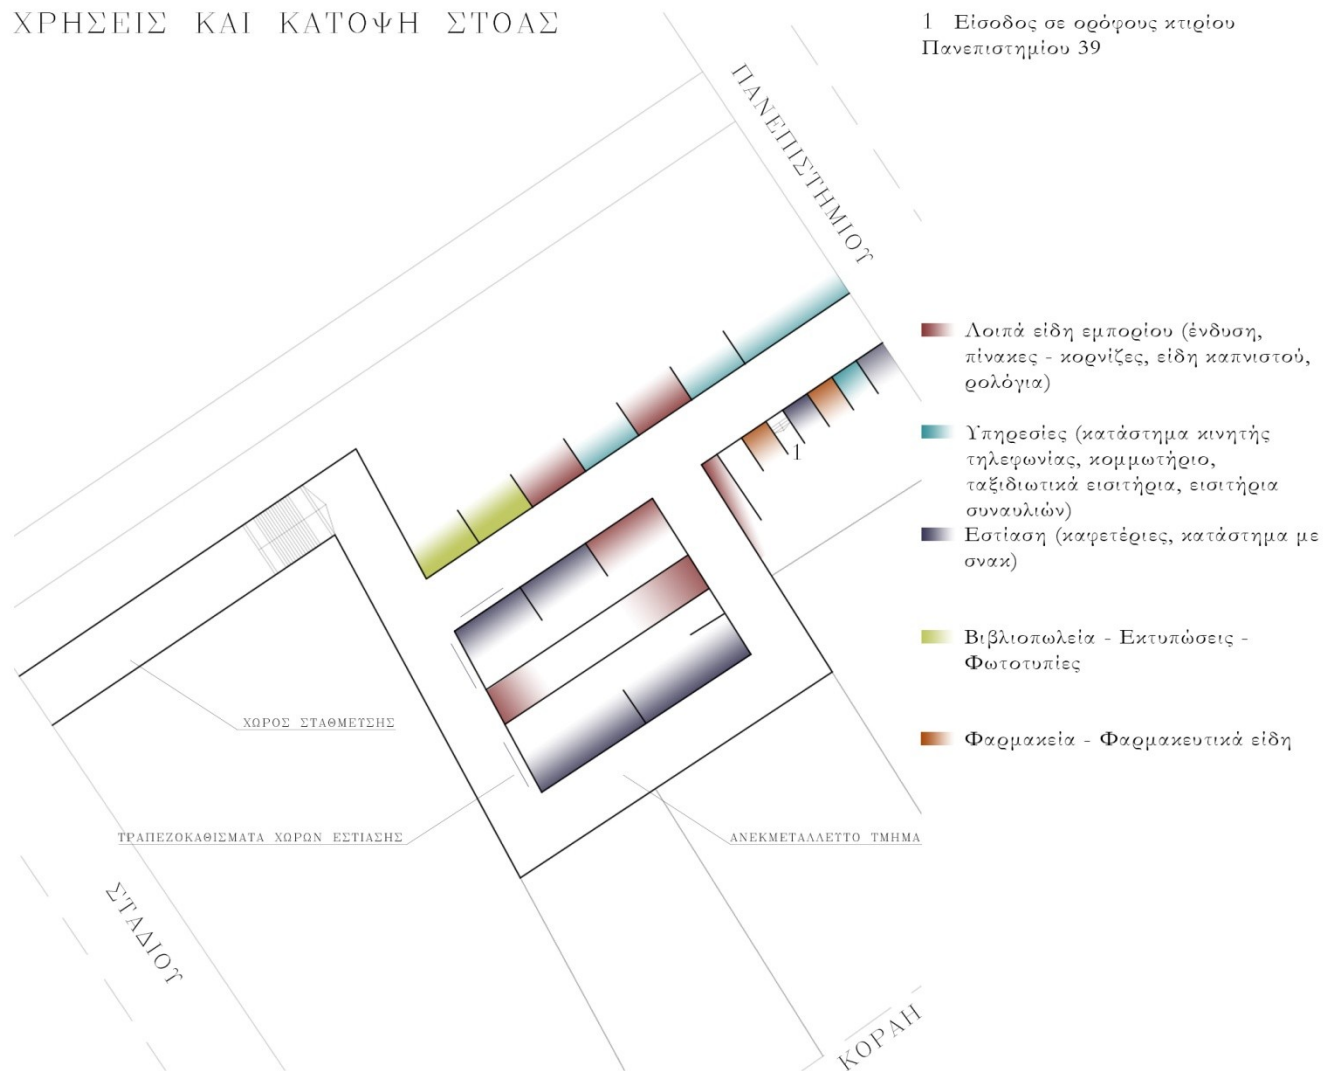 ΧΡΗΣΕΙΣ ΚΑΙ ΚΑΤΟΨΗ ΣΤΟΑΣ
1 Είσοδος σε ορόφους κτιρίου
Πανεπιστημίου 39
ΠΑΝΕΠΙΣΤΗΜΙΟΥ
Λοιπά είδη εμπορίου (ένδυση,
πίνακες - κορνίζες, είδη καπνιστού,
ρολόγια)
Υπηρεσίες (κατάστημα κινητής
τηλεφωνίας, κομμωτήριο,
ταξιδιωτικά εισιτήρια, εισιτήρια
συναυλιών)
Εστίαση (καφετέριες, κατάστημα με
σνακ)
Βιβλιοπωλεία - Εκτυπώσεις -
Φωτοτυπίες
Φαρμακεία - Φαρμακευτικά είδη
1
ΧΩΡΟΣ ΣΤΑΘΜΕΥΣΗΣ
ΤΡΑΠΕΖΟΚΑΘΙΣΜΑΤΑ ΧΩΡΩΝ ΕΣΤΙΑΣΗΣ
ΑΝΕΚΜΕΤΑΛΛΕΥΤΟ ΤΜΗΜΑ
ΣΤΑΔΙΟΥ
ΚΟΡΑΗ